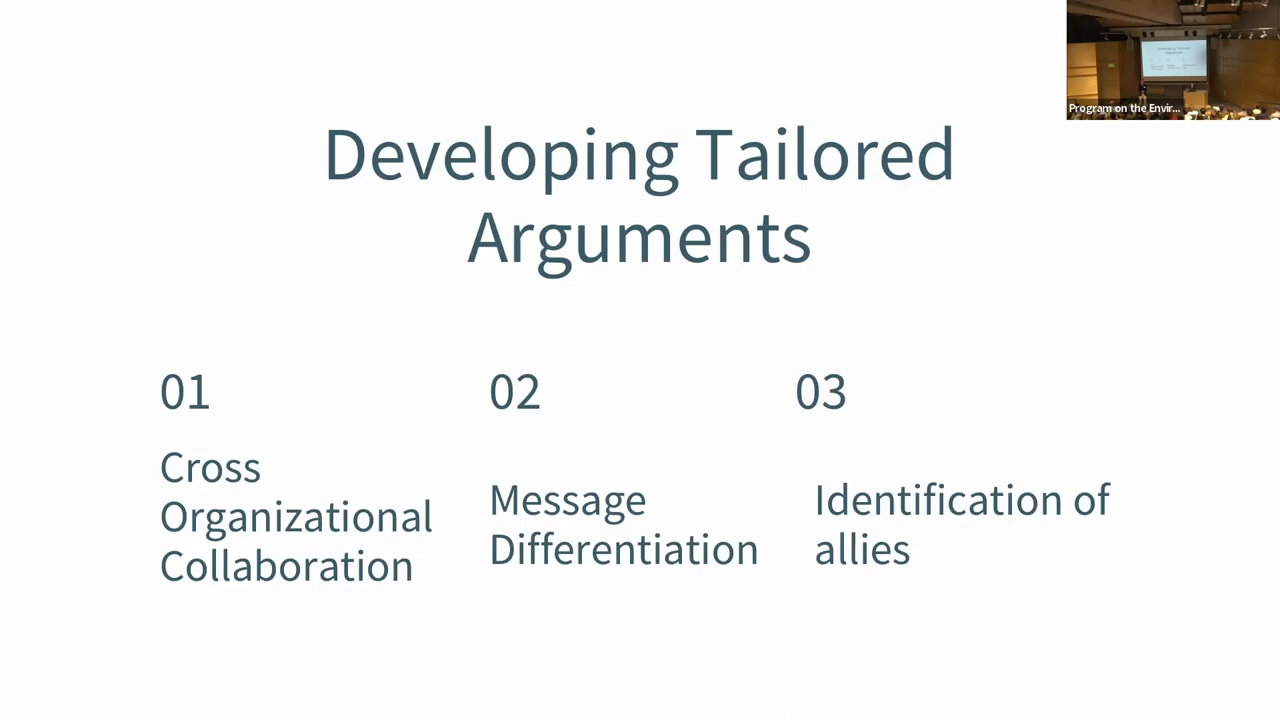 Developing Tailored
Arguments
01
Cross
Organizational
Collaboration
02
Message
Differentiation
03
Identification of
allies
Program on the Envir...